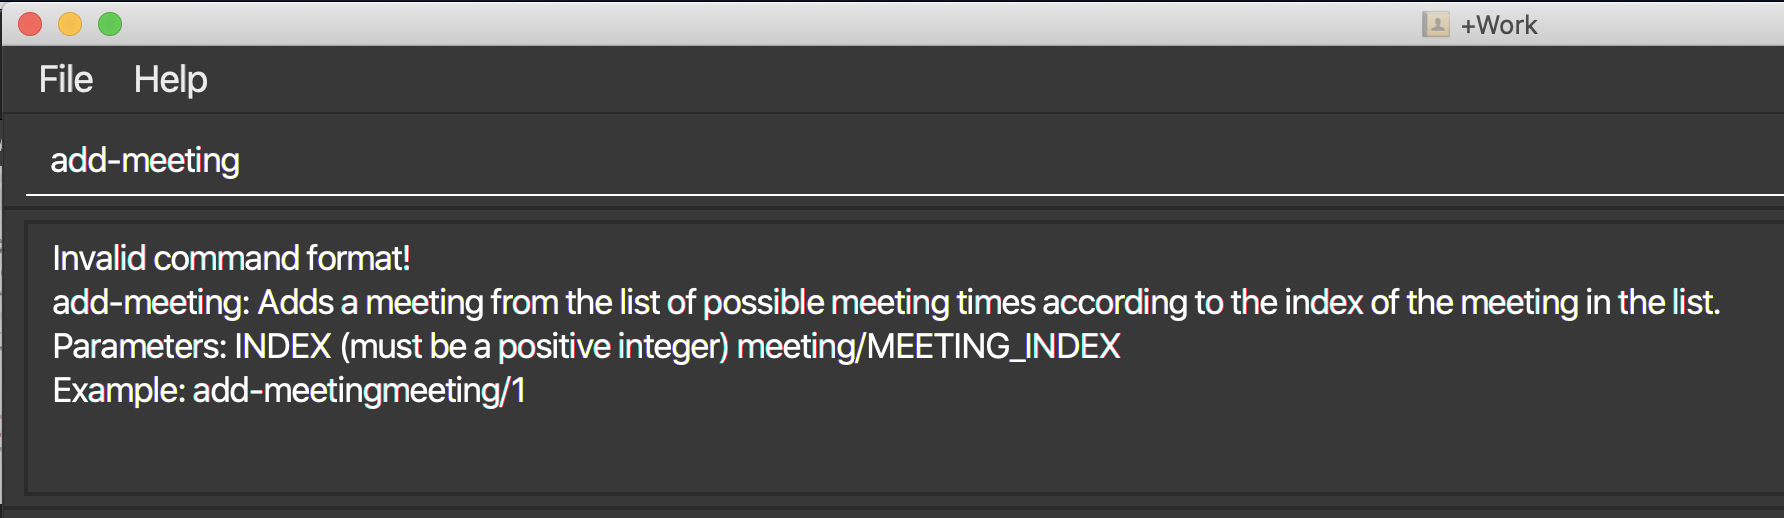 +Work
File Help
add-meeting
Invalid command format!
add-meeting: Adds a meeting from the list of possible meeting times according to the index of the meeting in the list.
Parameters: INDEX (must be a positive integer) meeting/MEETING_INDEX
Example: add-meetingmeeting/1